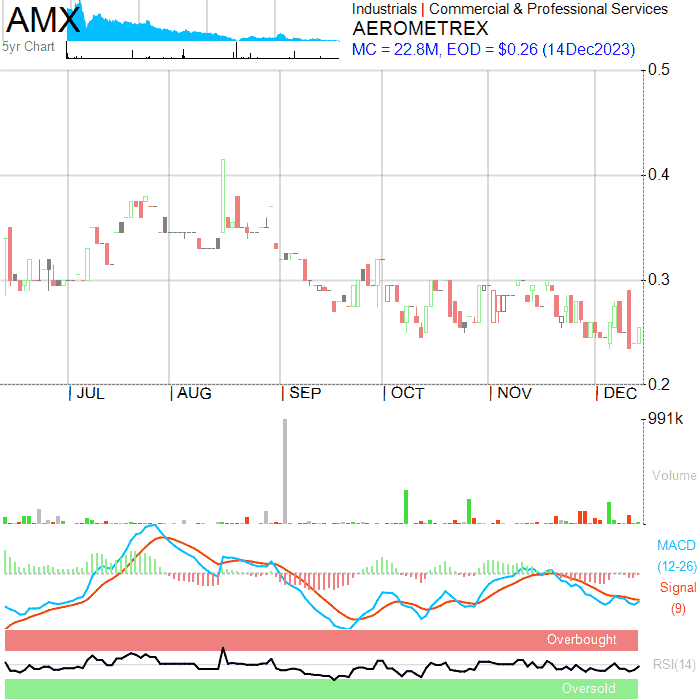 AMX
5yr Chart
Industrials | Commercial & Professional Services
AEROMETREX
MC = 22.8M, EOD = $0.26 (14Dec2023)
0.5
0.4
0.3
0.2
| JUL | AUG | SEP | OCT | NOV | DEC
991k
Volume
MACD
(12-26)
Signal
(9)
Overbought
RSI(14)
Oversold